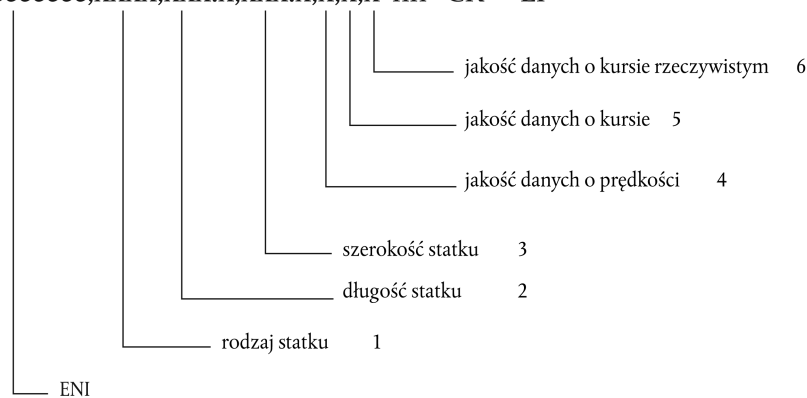 jakość danych o kursie rzeczywistym 6
jakość danych o kursie 5
jakość danych o prędkości 4
szerokość statku 3
długość statku 2
rodzaj statku 1
ENI